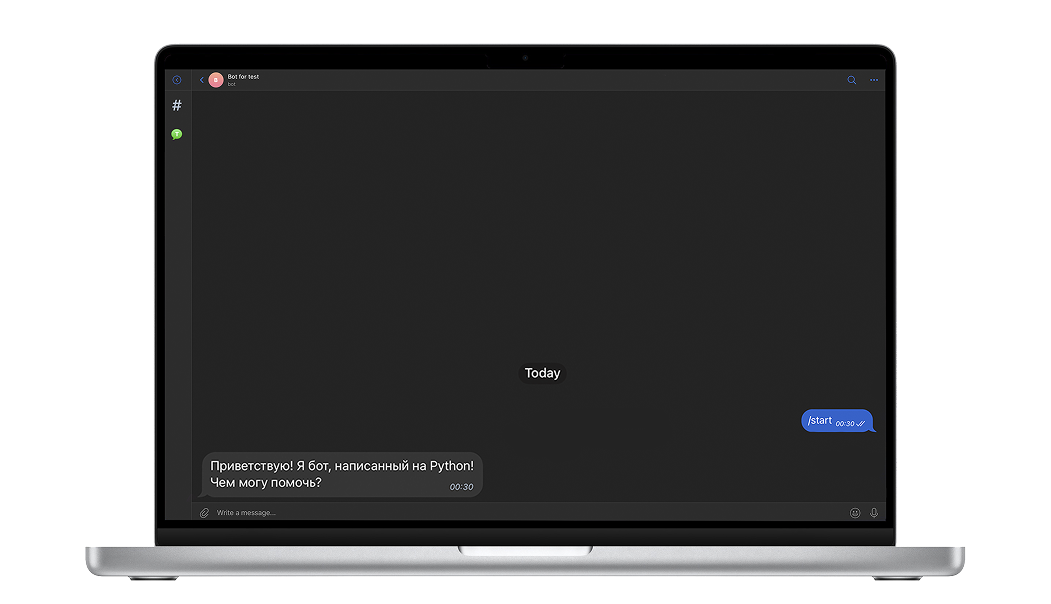 Bot for test
bot
#
Today
/start 00:30
Приветствую! Я бот, написанный на Python!
Чем могу помочь?
00:30
Write a message...